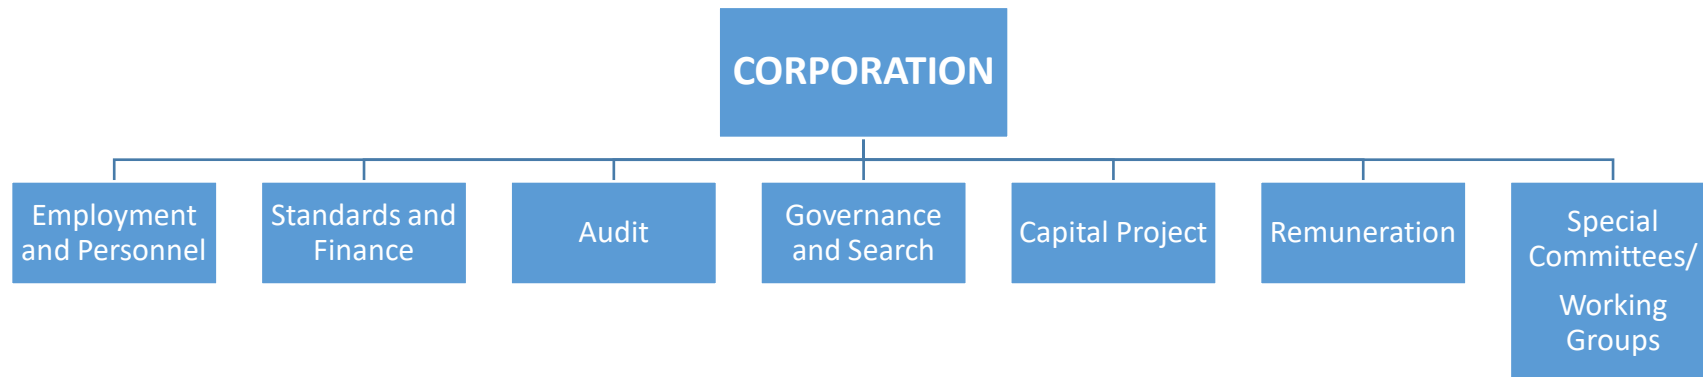 CORPORATION
Employment
and Personnel
Standards and
Finance
Audit
Governance
and Search
Capital Project
Remuneration
Special
Committees/
Working
Groups